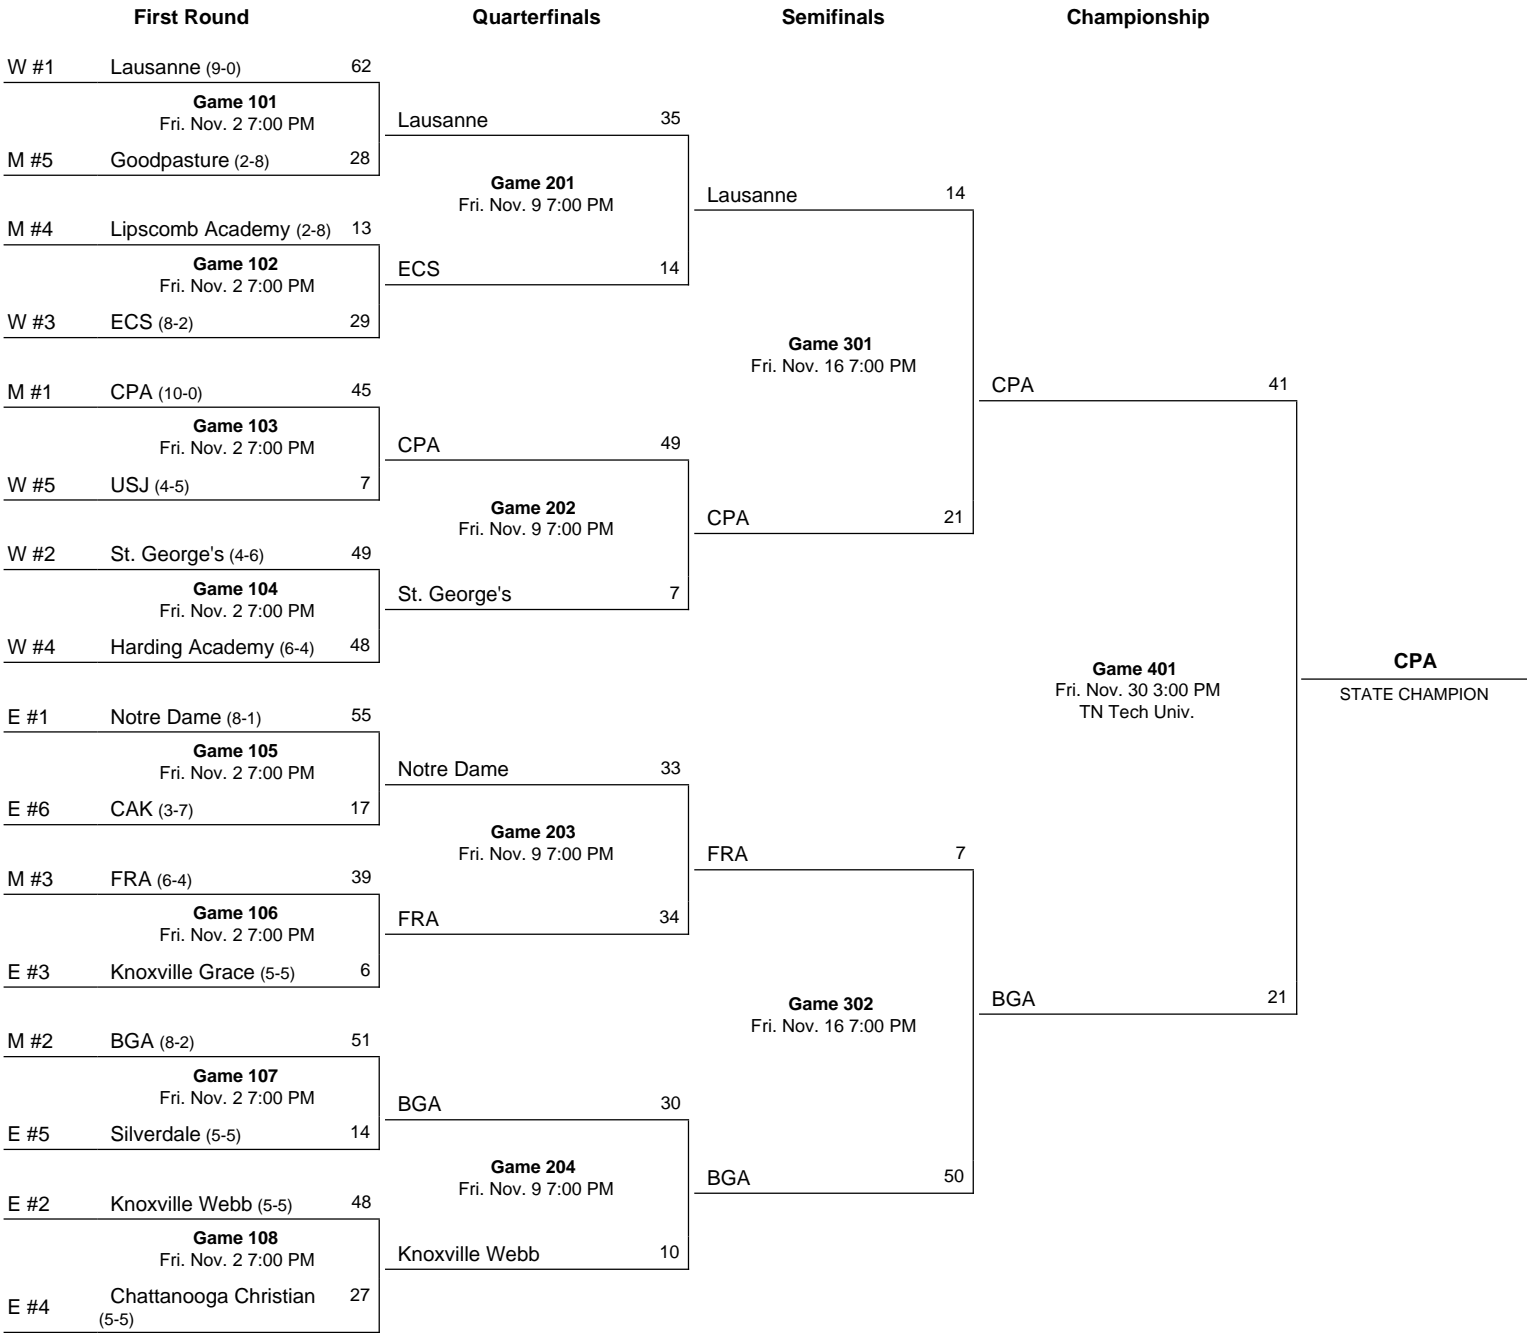 First Round Quarterfinals Semifinals Championship
W #1 Lausanne (9-0) 62
Game 101
Fri. Nov. 2 7:00 PM
M #5 Goodpasture (2-8) 28
M #4 Lipscomb Academy (2-8) 13
Game 102
Fri. Nov. 2 7:00 PM
W #3 ECS (8-2) 29
M #1 CPA (10-0) 45
Game 103
Fri. Nov. 2 7:00 PM
W #5 USJ (4-5) 7
W #2 St. George's (4-6) 49
Game 104
Fri. Nov. 2 7:00 PM
W #4 Harding Academy (6-4) 48
E #1 Notre Dame (8-1) 55
Game 105
Fri. Nov. 2 7:00 PM
E #6 CAK (3-7) 17
M #3 FRA (6-4) 39
Game 106
Fri. Nov. 2 7:00 PM
E #3 Knoxville Grace (5-5) 6
M #2 BGA (8-2) 51
Game 107
Fri. Nov. 2 7:00 PM
E #5 Silverdale (5-5) 14
E #2 Knoxville Webb (5-5) 48
Game 108
Fri. Nov. 2 7:00 PM
E #4 Chattanooga Christian 27
(5-5)
Lausanne 35
Game 201
Fri. Nov. 9 7:00 PM
ECS 14
CPA 49
Game 202
Fri. Nov. 9 7:00 PM
St. George's 7
Notre Dame 33
Game 203
Fri. Nov. 9 7:00 PM
FRA 34
BGA 30
Game 204
Fri. Nov. 9 7:00 PM
Knoxville Webb 10
Lausanne 14
Game 301
Fri. Nov. 16 7:00 PM
CPA 21
FRA 7
Game 302
Fri. Nov. 16 7:00 PM
BGA 50
CPA 41
Game 401
Fri. Nov. 30 3:00 PM
TN Tech Univ.
BGA 21
CPA
STATE CHAMPION